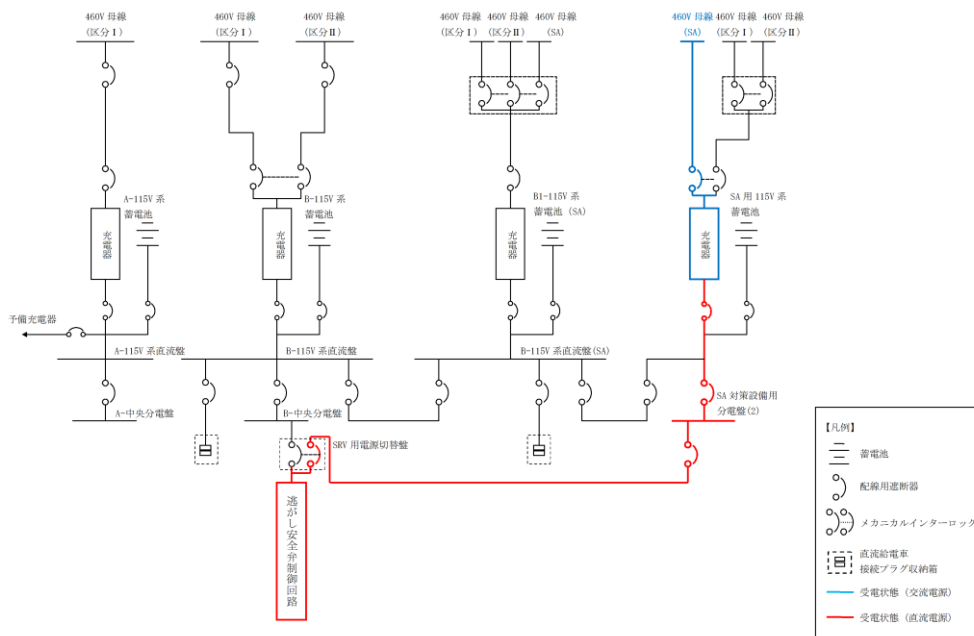 460V 母線
(区分Ⅰ)
460V 母線
(区分Ⅰ)
460V 母線
(区分Ⅱ)
460V 母線
(区分Ⅰ)
460V 母線
(区分Ⅱ)
460V 母線
(SA)
460V 母線
(SA)
460V 母線
(区分Ⅰ)
460V 母線
(区分Ⅱ)
A-115V 系
蓄電池
充電器
B-115V 系
蓄電池
充電器
B1-115V 系
蓄電池(SA)
充電器
SA 用 115V 系
蓄電池
充電器
予備充電器
A-115V 系直流盤
B-115V 系直流盤
B-115V 系直流盤(SA)
A-中央分電盤
B-中央分電盤
SA 対策設備用
分電盤(2)
SRV 用電源切替盤
逃がし安全弁制御回路
【凡例】
蓄電池
配線用遮断器
メカニカルインターロック
直流給電車
接続プラグ収納箱
受電状態(交流電源)
受電状態(直流電源)